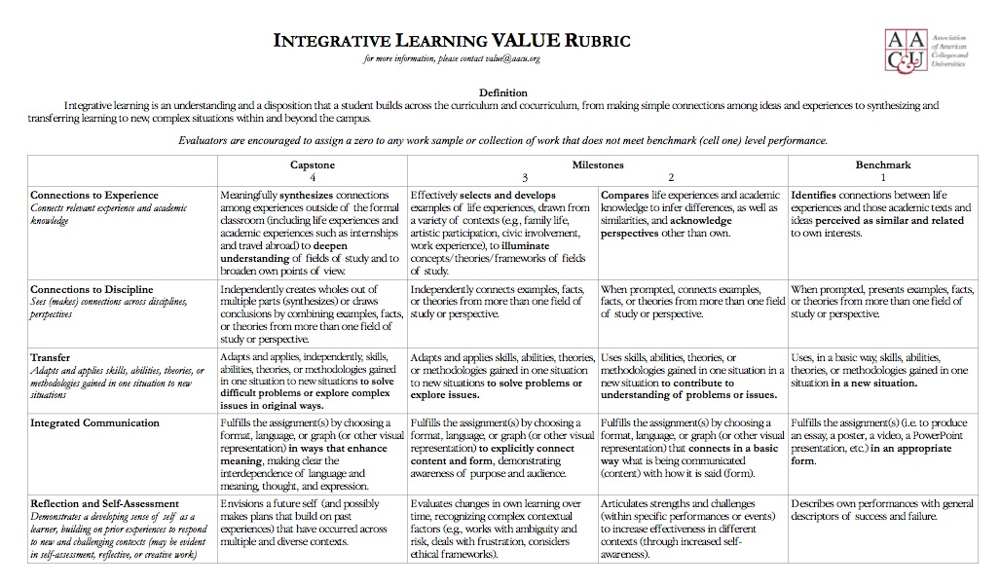 INTEGRATIVE LEARNING VALUE RUBRIC
for more information, please contact value@aacu.org
A A
C & U
Association
of American
Colleges and
Universities
Definition
Integrative learning is an understanding and a disposition that a student builds across the curriculum and cocurriculum, from making simple connections among ideas and experiences to synthesizing and
transferring learning to new, complex situations within and beyond the campus.
Evaluators are encouraged to assign a zero to any work sample or collection of work that does not meet benchmark (cell one) level performance.
Capstone
4
Milestones
3
2
Benchmark
1
Connections to Experience
Connects relevant experience and academic
knowledge
Meaningfully synthesizes connections
among experiences outside of the formal
classroom (including life experiences and
academic experiences such as internships
and travel abroad) to deepen
understanding of fields of study and to
broaden own points of view.
Effectively selects and develops
examples of life experiences, drawn from
a variety of contexts (e.g., family life,
artistic participation, civic involvement,
work experience), to illuminate
concepts/theories/frameworks of fields
of study.
Compares life experiences and academic
knowledge to infer differences, as well as
similarities, and acknowledge
perspectives other than own.
Identifies connections between life
experiences and those academic texts and
ideas perceived as similar and related
to own interests.
Connections to Discipline
Sees (makes) connections across disciplines,
perspectives
Independently creates wholes out of
multiple parts (synthesizes) or draws
conclusions by combining examples, facts,
or theories from more than one field of
study or perspective.
Independently connects examples, facts,
or theories from more than one field of
study or perspective.
When prompted, connects examples,
facts, or theories from more than one field
of study or perspective.
When prompted, presents examples, facts,
or theories from more than one field of
study or perspective.
Transfer
Adapts and applies skills, abilities, theories, or
methodologies gained in one situation to new
situations
Adapts and applies, independently, skills,
abilities, theories, or methodologies gained
in one situation to new situations to solve
difficult problems or explore complex
issues in original ways.
Adapts and applies skills, abilities, theories,
or methodologies gained in one situation
to new situations to solve problems or
explore issues.
Uses skills, abilities, theories, or
methodologies gained in one situation in a
new situation to contribute to
understanding of problems or issues.
Uses, in a basic way, skills, abilities,
theories, or methodologies gained in one
situation in a new situation.
Integrated Communication
Fulfills the assignment(s) by choosing a
format, language, or graph (or other visual
representation) in ways that enhance
meaning, making clear the
interdependence of language and
meaning, thought, and expression.
Fulfills the assignment(s) by choosing a
format, language, or graph (or other visual
representation) to explicitly connect
content and form, demonstrating
awareness of purpose and audience.
Fulfills the assignment(s) by choosing a
format, language, or graph (or other visual
representation) that connects in a basic
way what is being communicated
(content) with how it is said (form).
Fulfills the assignment(s) (i.e. to produce
an essay, a poster, a video, a PowerPoint
presentation, etc.) in an appropriate
form.
Reflection and Self-Assessment
Demonstrates a developing sense of self as a
learner, building on prior experiences to respond
to new and challenging contexts (may be evident
in self-assessment, reflective, or creative work)
Envisions a future self (and possibly
makes plans that build on past
experiences) that have occurred across
multiple and diverse contexts.
Evaluates changes in own learning over
time, recognizing complex contextual
factors (e.g., works with ambiguity and
risk, deals with frustration, considers
ethical frameworks).
Articulates strengths and challenges
(within specific performances or events)
to increase effectiveness in different
contexts (through increased self-
awareness).
Describes own performances with general
descriptors of success and failure.